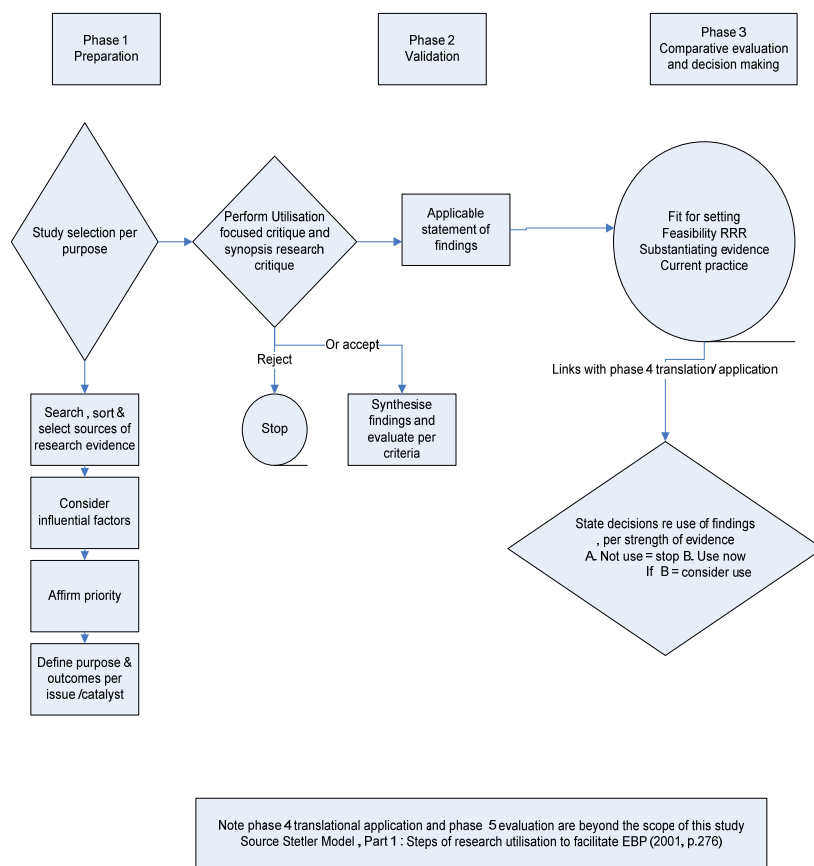 Phase 1
Preparation
Phase 2
Validation
Phase 3
Comparative evaluation
and decision making
Study selection per
purpose
Perform Utilisation
focused critique and
synopsis research
critique
Applicable
statement of
findings
Fit for setting
Feasibility RRR
Substantiating evidence
Current practice
Reject
Or accept
Links with phase 4 translation/ application
Search , sort &
select sources of
research evidence
Stop
Synthesise
findings and
evaluate per
criteria
Consider
influential factors
State decisions re use of findings
, per strength of evidence
A. Not use = stop B. Use now
If B = consider use
Affirm priority
Define purpose &
outcomes per
issue /catalyst
Note phase 4 translational application and phase 5 evaluation are beyond the scope of this study
Source Stetler Model , Part 1 : Steps of research utilisation to facilitate EBP (2001, p.276)